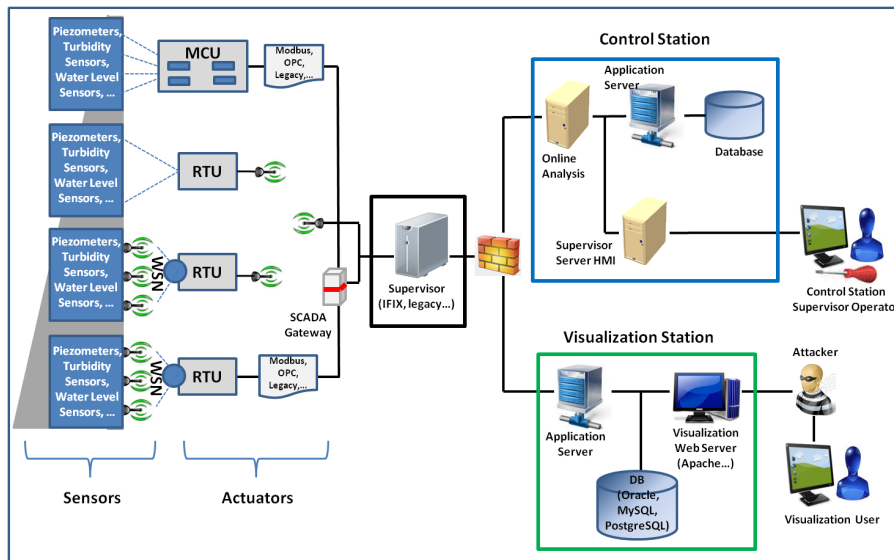 Piezometers,
Turbidity
Sensors,
Water Level
Sensors, ...
MCU
Modbus,
OPC,
Legacy,...
Piezometers,
Turbidity
Sensors,
Water Level
Sensors, ...
RTU
Piezometers,
Turbidity
Sensors,
Water Level
Sensors, ...
WSN
RTU
SCADA
Gateway
Piezometers,
Turbidity
Sensors,
Water Level
Sensors, ...
WSN
RTU
Modbus,
OPC,
Legacy,...
Sensors
Actuators
Supervisor
(IFIX, legacy...)
Control Station
Application
Server
Online
Analysis
Database
Supervisor
Server HMI
Control Station
Supervisor Operato
Visualization Station
Application
Server
Visualization
Web Server
(Apache...)
DB
(Oracle,
MySQL,
PostgreSQL)
Attacker
Visualization User